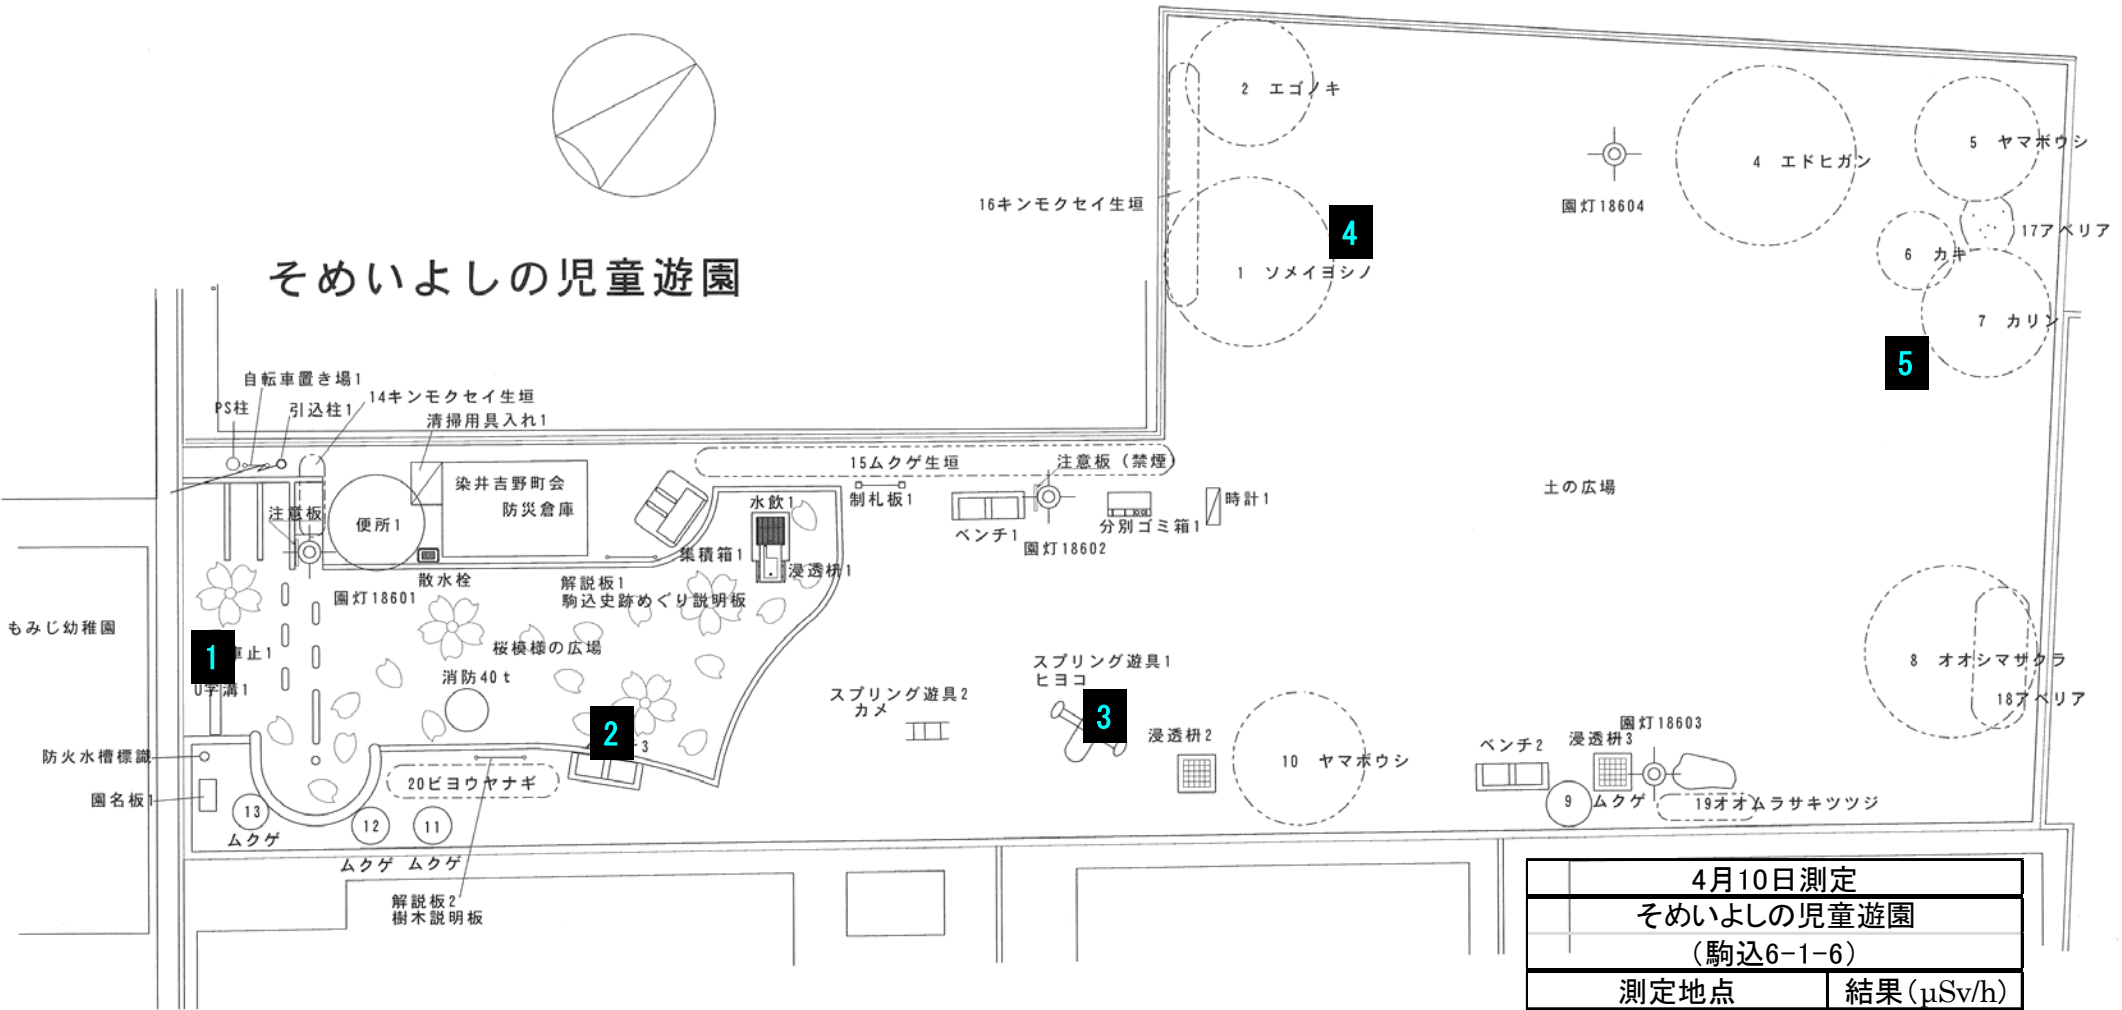 2 エゴノキ
4 エドヒガン
5 ヤマボウシ
16キンモクセイ生垣
園灯18604
4
17アベリア
6 カキ
1 ソメイヨシノ
そめいよしの児童遊園
7 カリン
5
自転車置き場1
PS柱
引込柱1
14キンモクセイ生垣
清掃用具入れ1
15ムクゲ生垣
注意板(禁煙)
染井吉野町会
防災倉庫
水飲1
制札板1
ベンチ1
園灯18602
分別ゴミ箱1
時計1
土の広場
注意板
便所1
集積箱1
浸透枡1
散水栓
解説板1
駒込史跡めぐり説明板
園灯18601
もみじ幼稚園
1
車止1
U字溝1
桜模様の広場
消防40t
スプリング遊具1
ヒヨコ
スプリング遊具2
カメ
3
8 オオシマザクラ
18アベリア
2
3
浸透枡2
園灯18603
ベンチ2
浸透枡3
防火水槽標識
園名板1
20ビヨウヤナギ
10 ヤマボウシ
9 ムクゲ
19オオムラサキツツジ
13
ムクゲ
12
ムクゲ
11
ムクゲ
解説板2
樹木説明板
4月10日測定
そめいよしの児童遊園
(駒込6-1-6)
測定地点 結果(μSv/h)